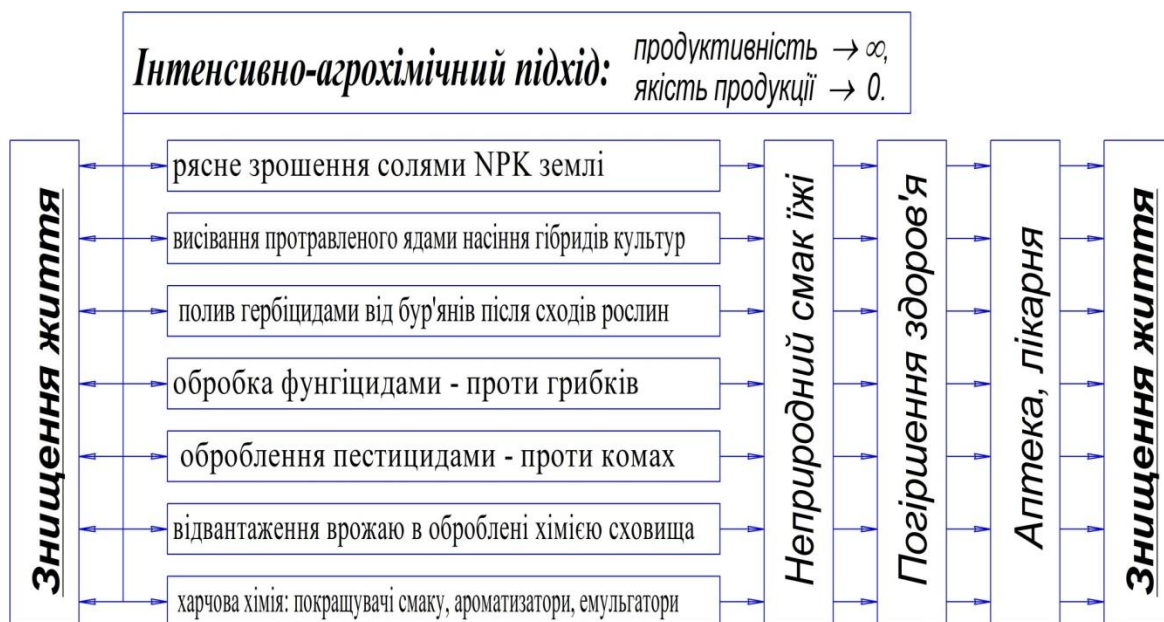 Інтенсивно-агрохімічний підхід:
продуктивність → ∞,
якість продукції → 0.
Знищення життя
рясне зрошення солями NPK землі
висівання протравленого ядами насіння гібридів культур
полив гербіцидами від бур'янів після сходів рослин
обробка фунгіцидами - проти грибків
оброблення пестицидами - проти комах
відвантаження врожаю в оброблені хімією сховища
харчова хімія: покращувачі смаку, ароматизатори, емульгатори
Неприродний смак їжі
Погіршення здоров'я
Аптека, лікарня
Знищення життя